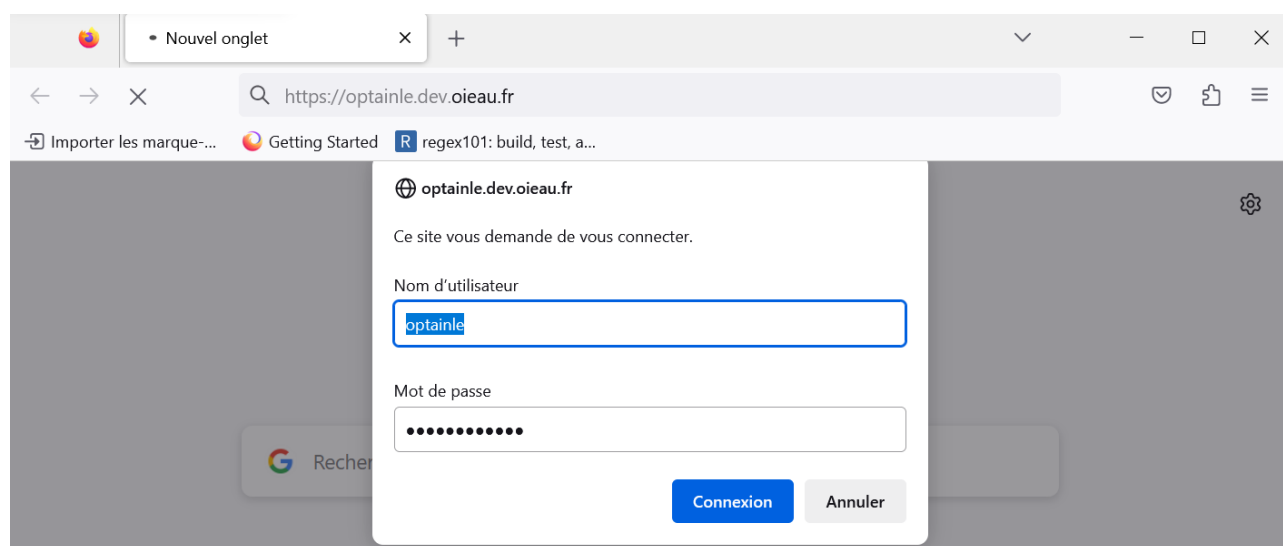 Nouvel onglet
https://optainle.dev.oieau.fr
Importer les marque-... Getting Started R regex101: build, test, a...
optainle.dev.oieau.fr
Ce site vous demande de vous connecter.
Nom d’utilisateur
optainle
Mot de passe
••••••••••••
G Recher
Connexion Annuler